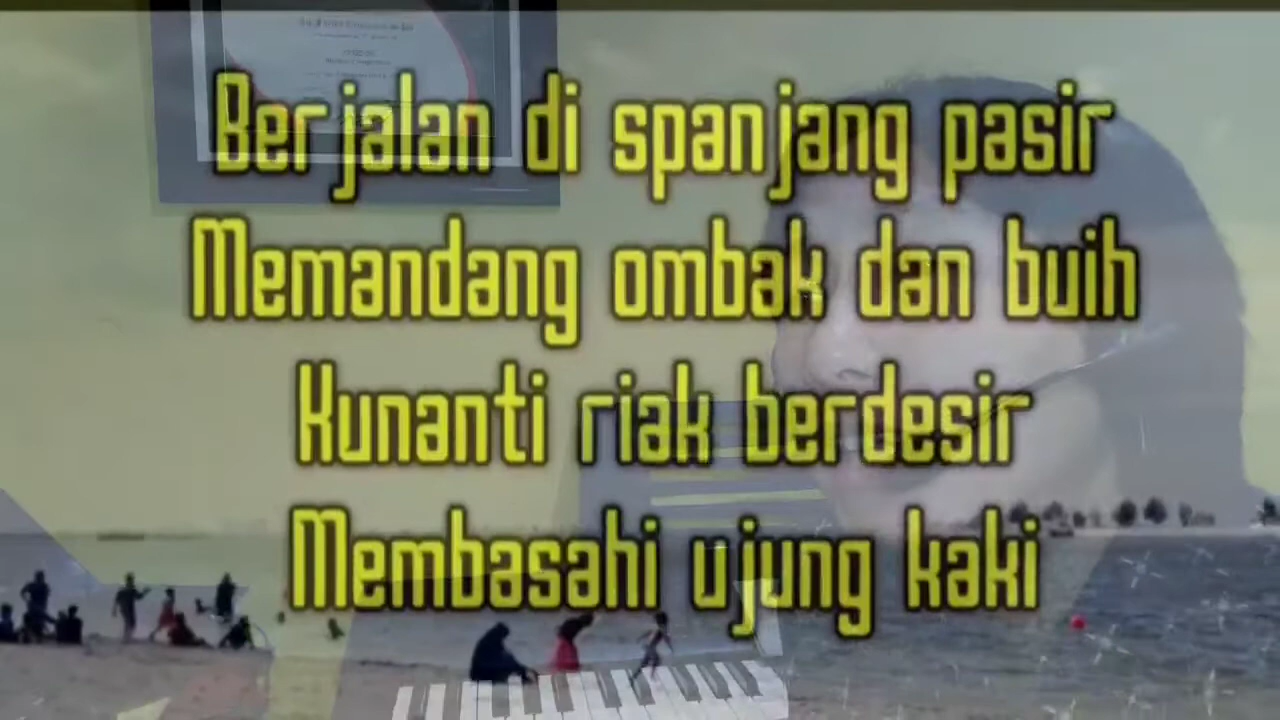 Berjalan di spanjang pasir
Memandang ombak dan buih
Kunanti riak berdesir
Membasahi ujung kaki